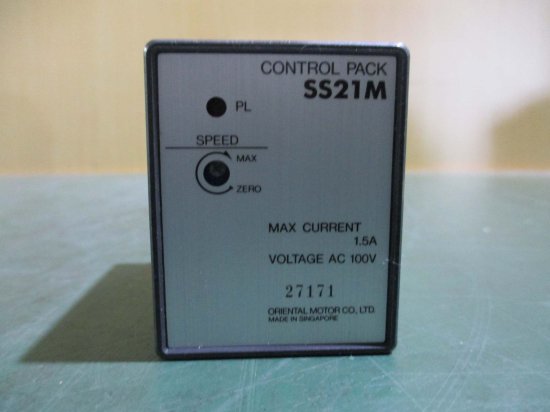 CONTROL PACK
SS21M
PL
SPEED
MAX
ZERO
MAX CURRENT
1.5A
VOLTAGE AC 100V
27171
ORIENTAL MOTOR CO., LTD.
MADE IN SINGAPORE